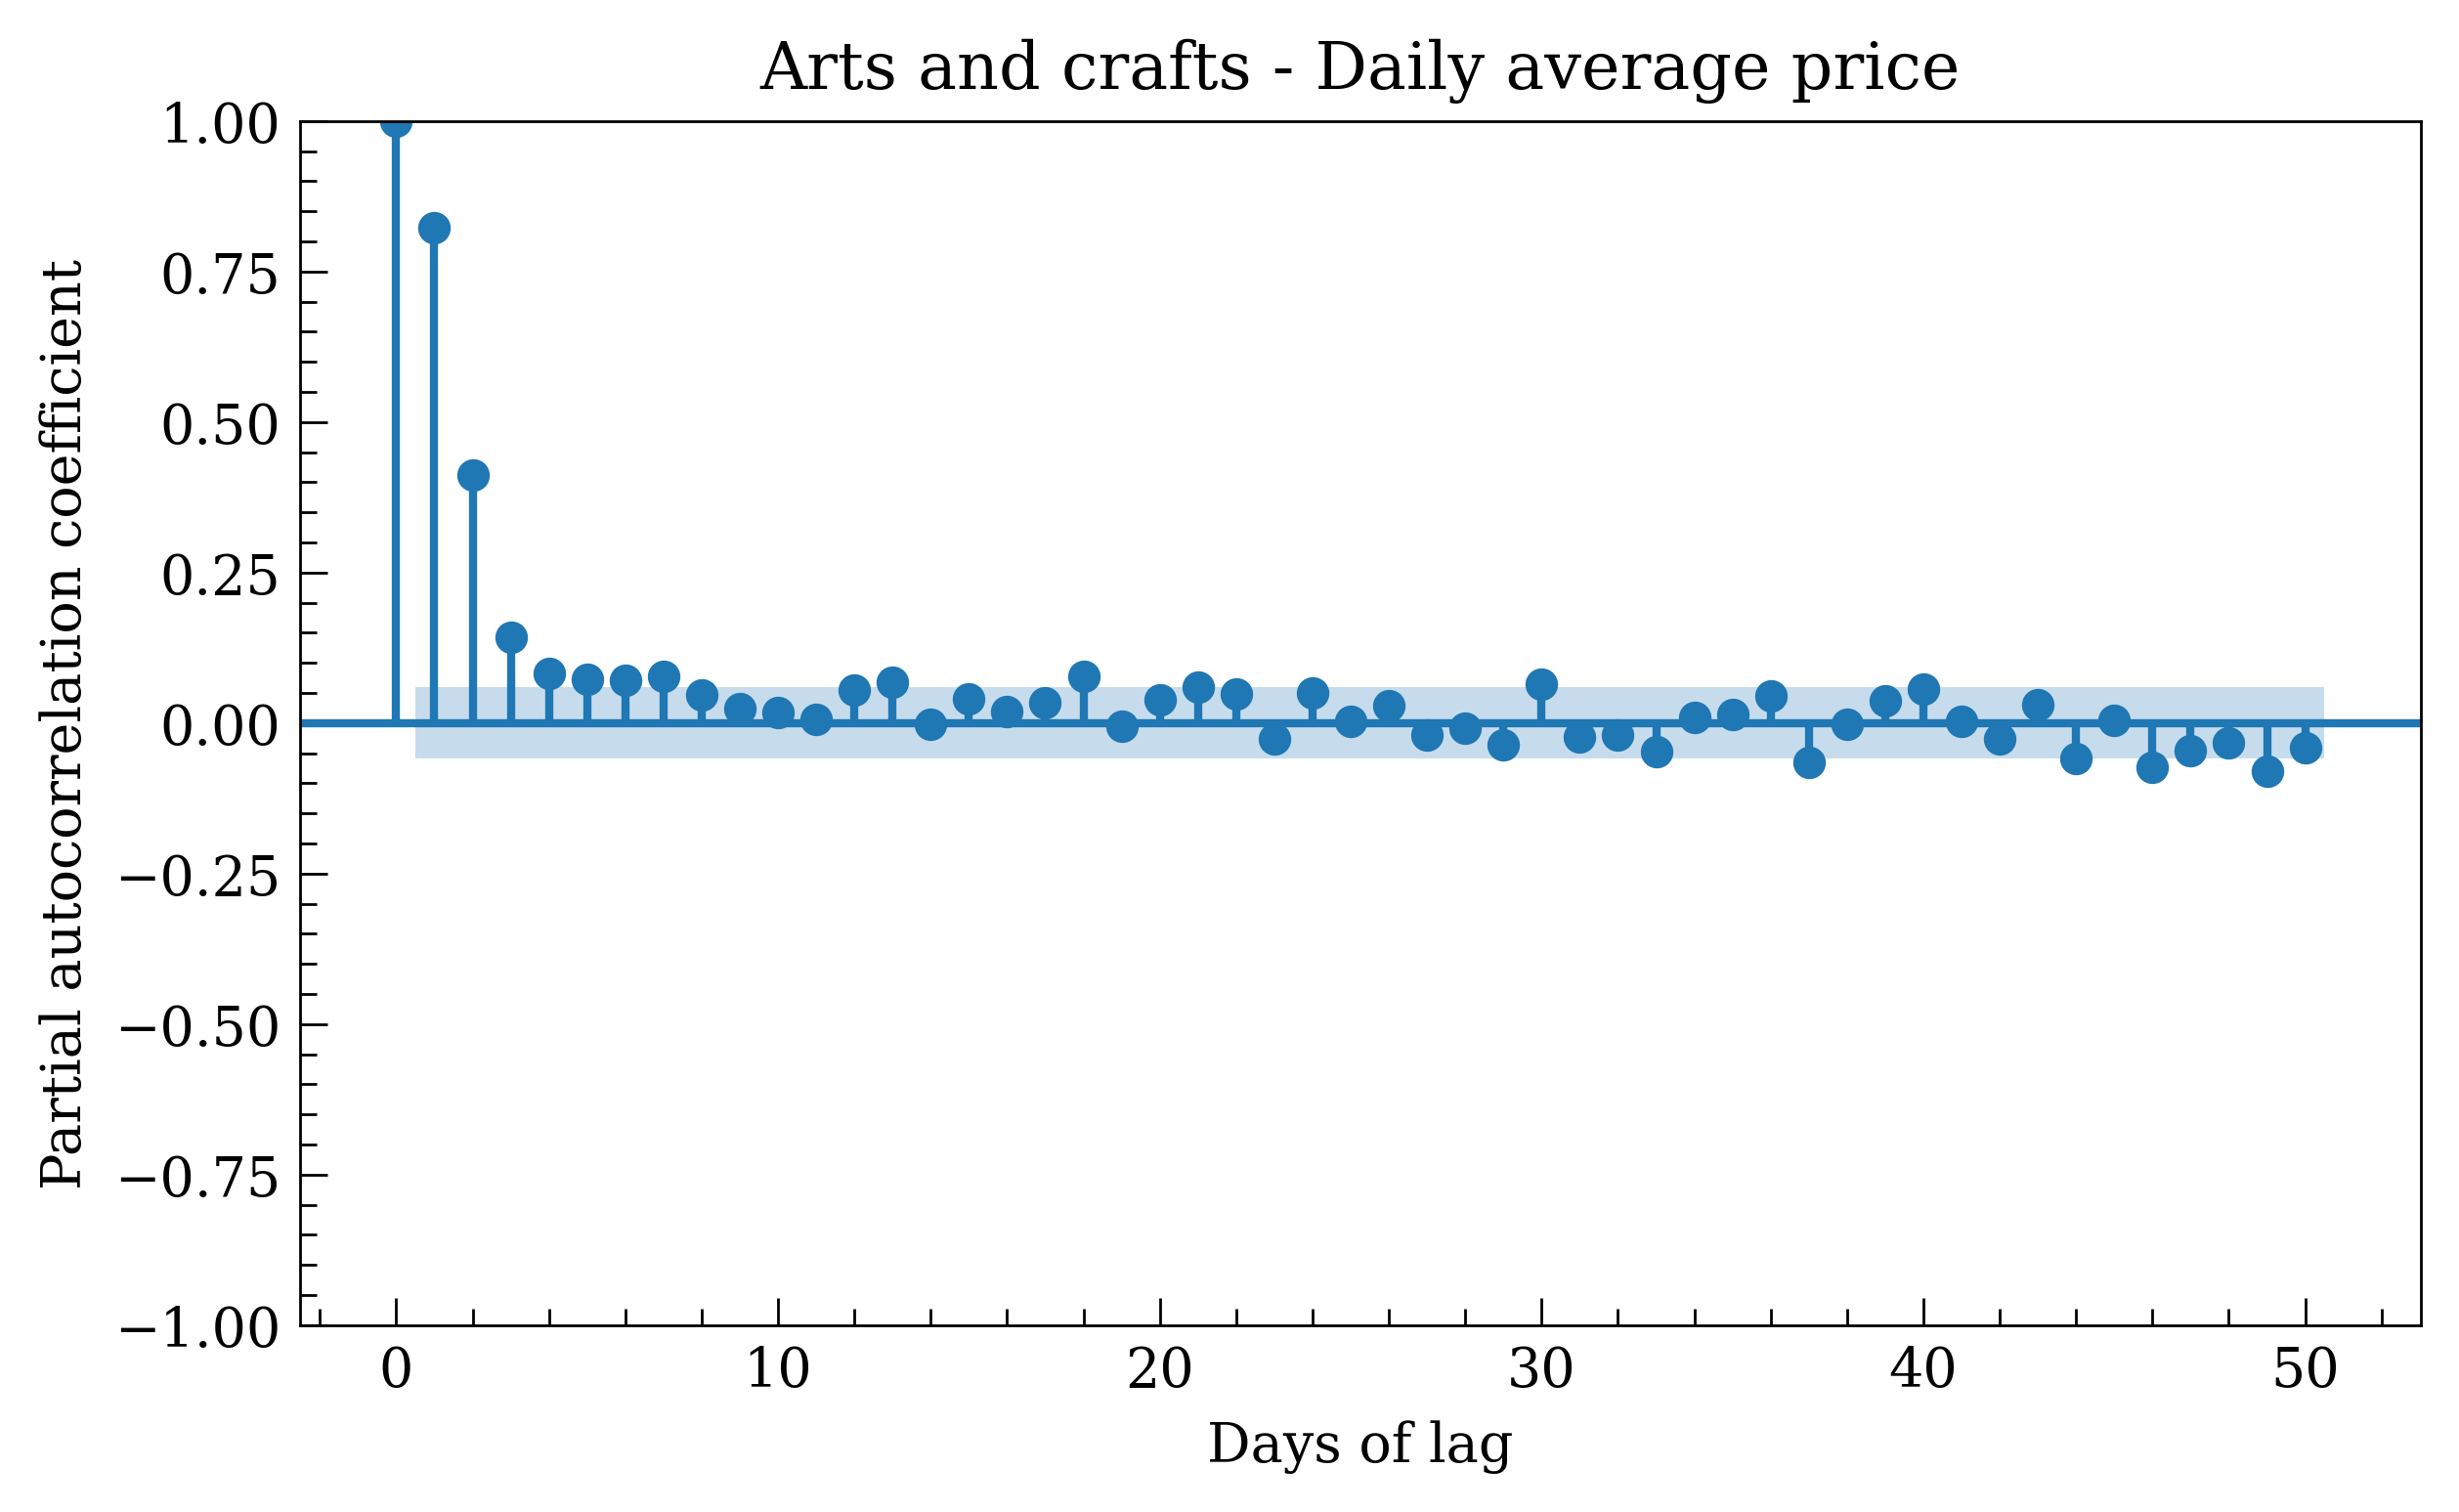 Arts and crafts - Daily average price
Partial autocorrelation coefficient
1.00
0.75
0.50
0.25
0.00
−0.25
−0.50
−0.75
−1.00
0 10 20 30 40 50
Days of lag